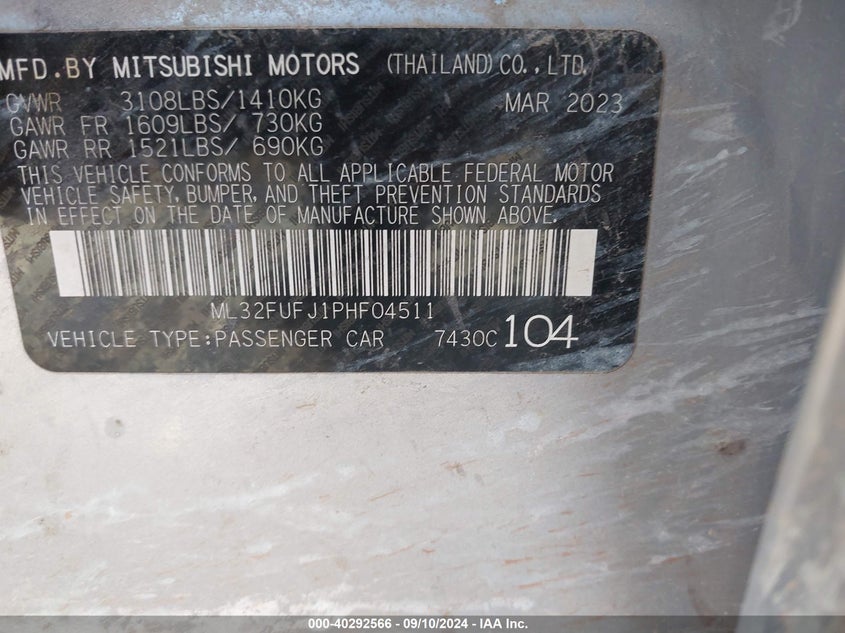 MFD.BY MITSUBISHI MOTORS (THAILAND)CO.,LTD.
GVWR 3108LBS/1410KG MAR 2023
GAWR FR 1609LBS/ 730KG
GAWR RR 1521LBS/ 690KG
THIS VEHICLE CONFORMS TO ALL APPLICABLE FEDERAL MOTOR
VEHICLE SAFETY, BUMPER, AND THEFT PREVENTION STANDARDS
IN EFFECT ON THE DATE OF MANUFACTURE SHOWN ABOVE.
ML32FUFJ1PHF04511
VEHICLE TYPE:PASSENGER CAR 7430C 104
000-40292566 - 09/10/2024 - IAA Inc.